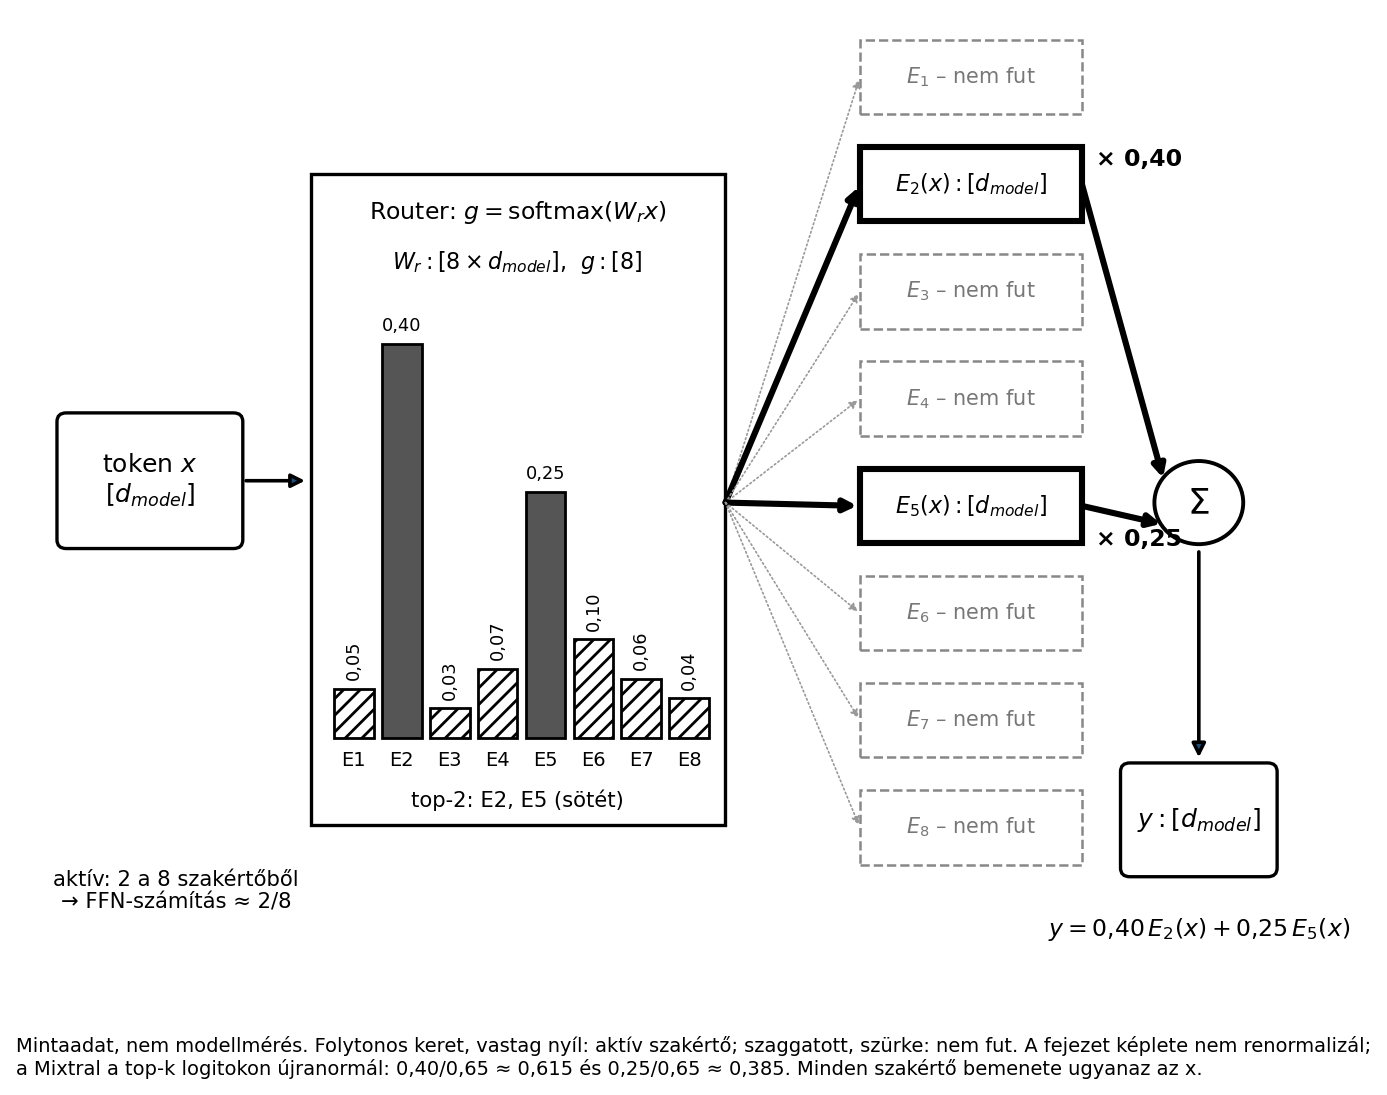 token x
[d_model]
Router: g = softmax(W_r x)
W_r : [8 × d_model], g : [8]
0,05
0,40
0,03
0,07
0,25
0,10
0,06
0,04
E1 E2 E3 E4 E5 E6 E7 E8
top-2: E2, E5 (sötét)
E_1 – nem fut
E_2(x) : [d_model]
× 0,40
E_3 – nem fut
E_4 – nem fut
E_5(x) : [d_model]
× 0,25
Σ
E_6 – nem fut
E_7 – nem fut
E_8 – nem fut
y : [d_model]
aktív: 2 a 8 szakértőből
→ FFN-számítás ≈ 2/8
y = 0,40 E_2(x) + 0,25 E_5(x)
Mintaadat, nem modellmérés. Folytonos keret, vastag nyíl: aktív szakértő; szaggatott, szürke: nem fut. A fejezet képlete nem renormalizál;
a Mixtral a top-k logitokon újranormál: 0,40/0,65 ≈ 0,615 és 0,25/0,65 ≈ 0,385. Minden szakértő bemenete ugyanaz az x.